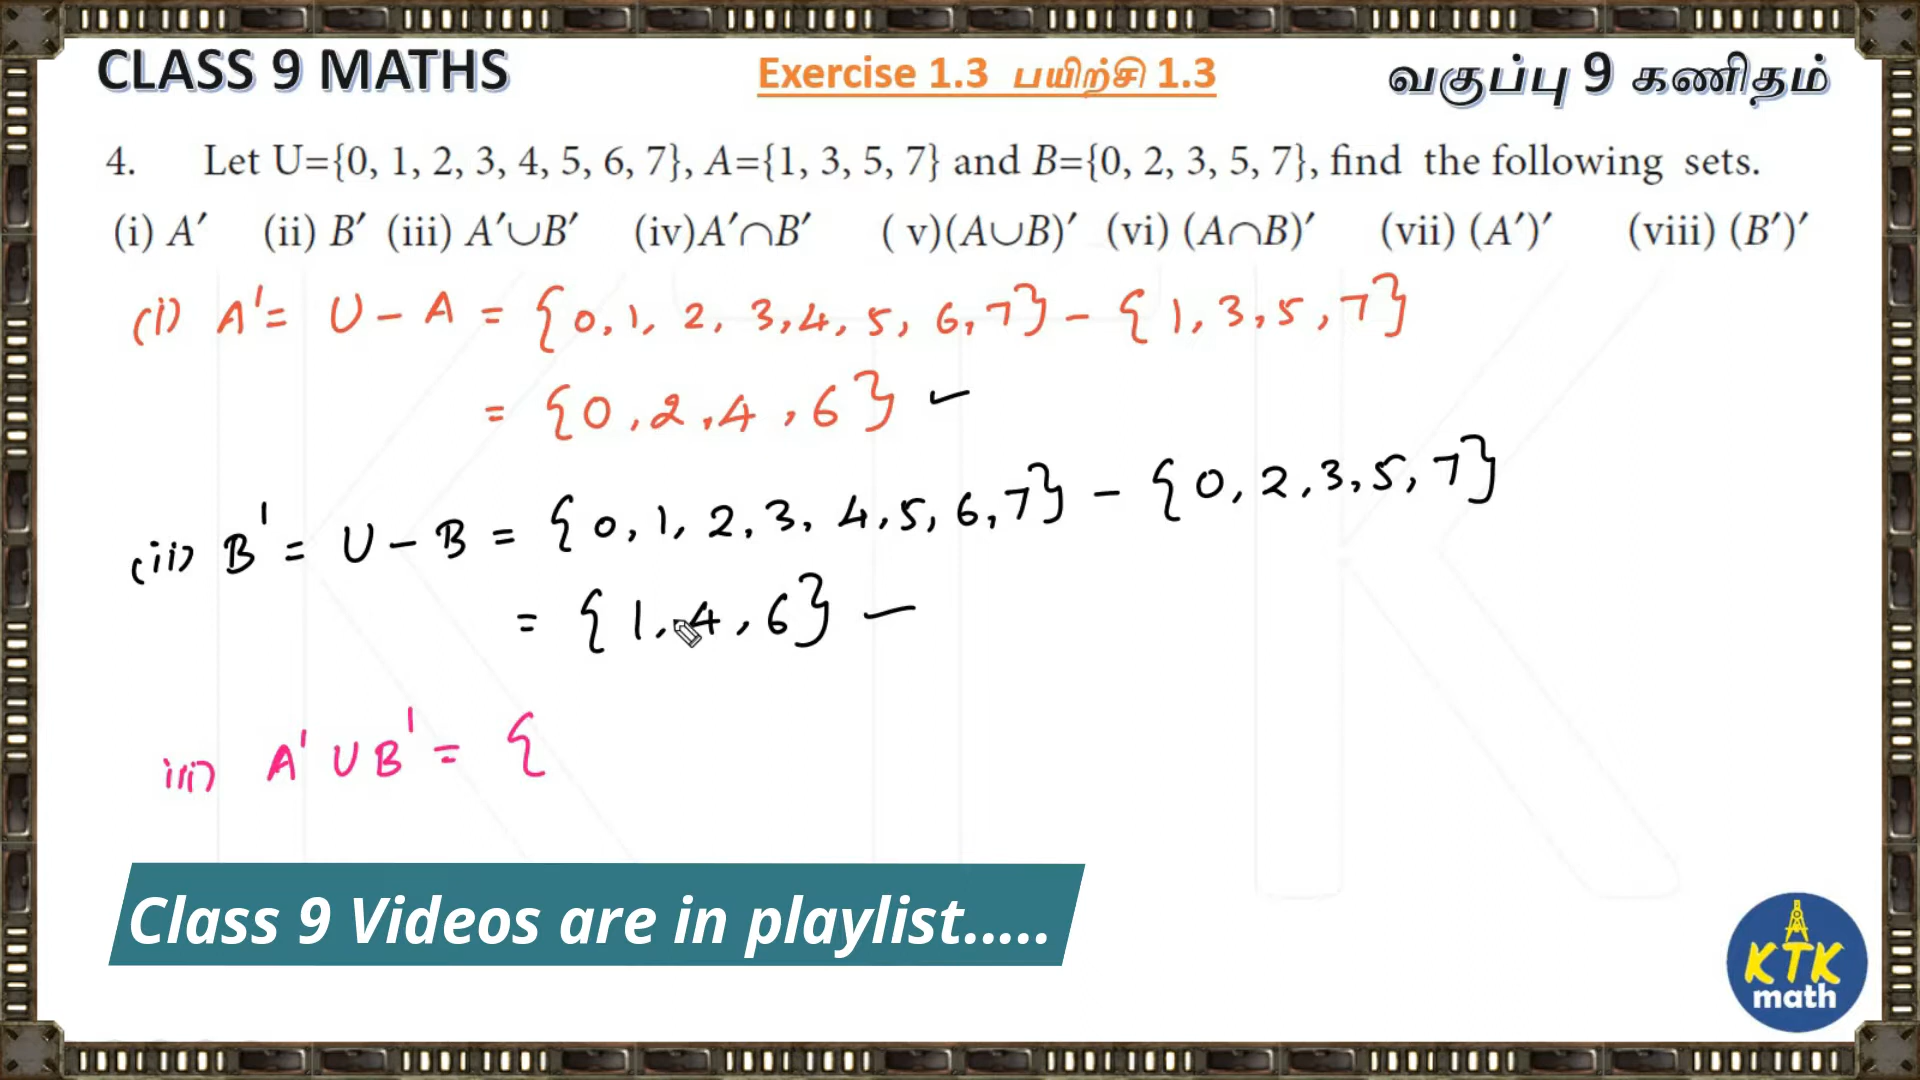 CLASS 9 MATHS Exercise 1.3 பயிற்சி 1.3 வகுப்பு 9 கணிதம்
4. Let U={0, 1, 2, 3, 4, 5, 6, 7}, A={1, 3, 5, 7} and B={0, 2, 3, 5, 7}, find the following sets.
(i) A′ (ii) B′ (iii) A′∪B′ (iv)A′∩B′ ( v)(A∪B)′ (vi) (A∩B)′ (vii) (A′)′ (viii) (B′)′
(i) A' = U - A = {0, 1, 2, 3, 4, 5, 6, 7} - {1, 3, 5, 7}
= {0, 2, 4, 6}
(ii) B' = U - B = {0, 1, 2, 3, 4, 5, 6, 7} - {0, 2, 3, 5, 7}
= {1, 4, 6}
iii) A' ∪ B' = {
Class 9 Videos are in playlist.....
KTK
math